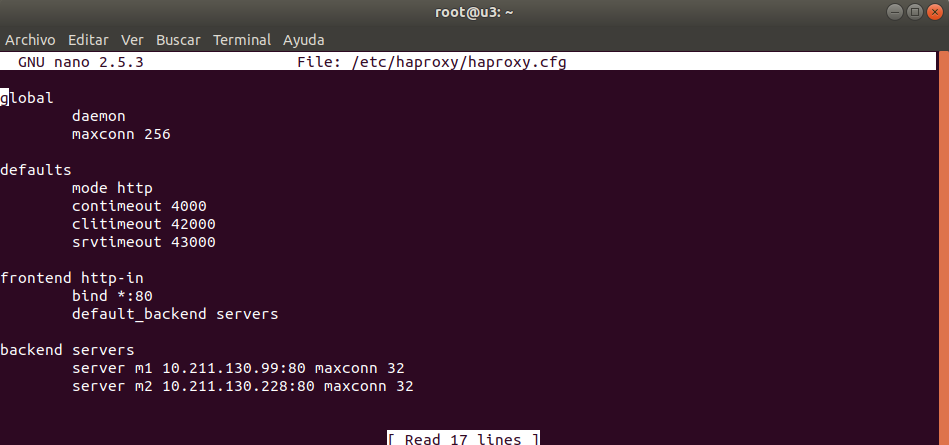 root@u3: ~
Archivo Editar Ver Buscar Terminal Ayuda
GNU nano 2.5.3 File: /etc/haproxy/haproxy.cfg
global
daemon
maxconn 256
defaults
mode http
contimeout 4000
clitimeout 42000
srvtimeout 43000
frontend http-in
bind *:80
default_backend servers
backend servers
server m1 10.211.130.99:80 maxconn 32
server m2 10.211.130.228:80 maxconn 32
[ Read 17 lines ]